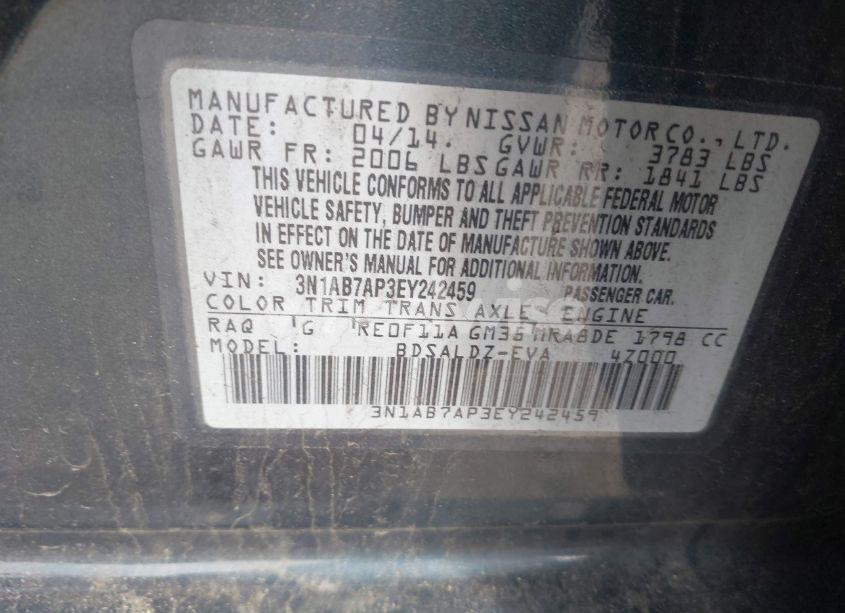 MANUFACTURED BY NISSAN MOTOR CO., LTD.
DATE: 04/14. GVWR: 3783 LBS
GAWR FR: 2006 LBS GAWR RR: 1841 LBS
THIS VEHICLE CONFORMS TO ALL APPLICABLE FEDERAL MOTOR
VEHICLE SAFETY, BUMPER AND THEFT PREVENTION STANDARDS
IN EFFECT ON THE DATE OF MANUFACTURE SHOWN ABOVE.
SEE OWNER'S MANUAL FOR ADDITIONAL INFORMATION.
VIN: 3N1AB7AP3EY242459 PASSENGER CAR.
COLOR TRIM TRANS AXLE ENGINE
RAQ G RE0F11A GM36 MRA8DE 1798 CC
MODEL: BDSALDZ-EVA 4Z000
3N1AB7AP3EY242459